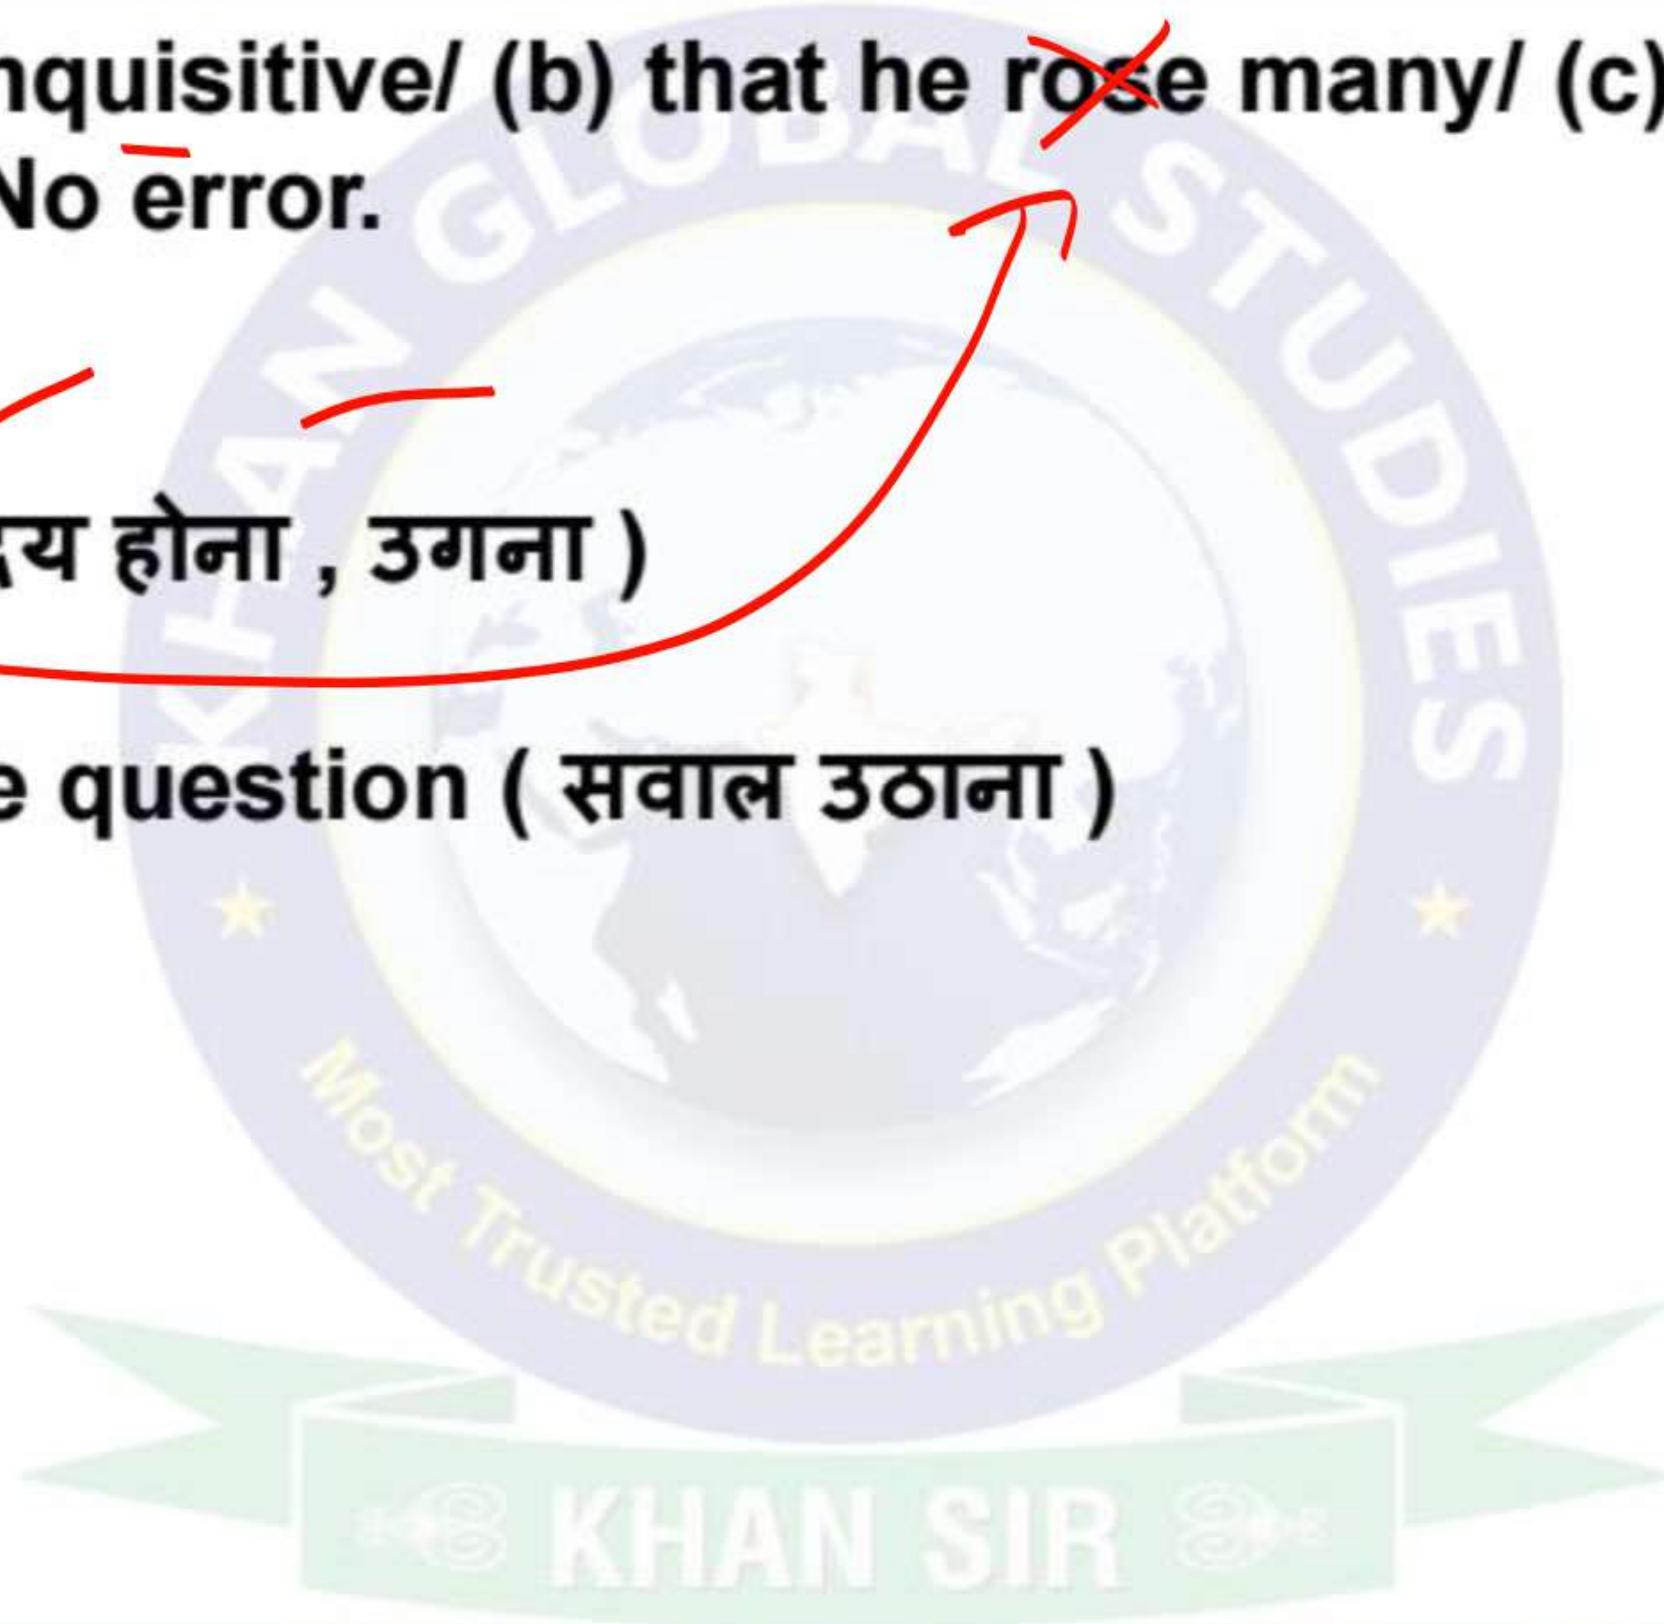 nquisitive/ (b) that he rose many/ (c)
No error.
दय होना , उगना )
e question ( सवाल उठाना )
KHAN GLOBAL STUDIES
Most Trusted Learning Platform
KHAN SIR